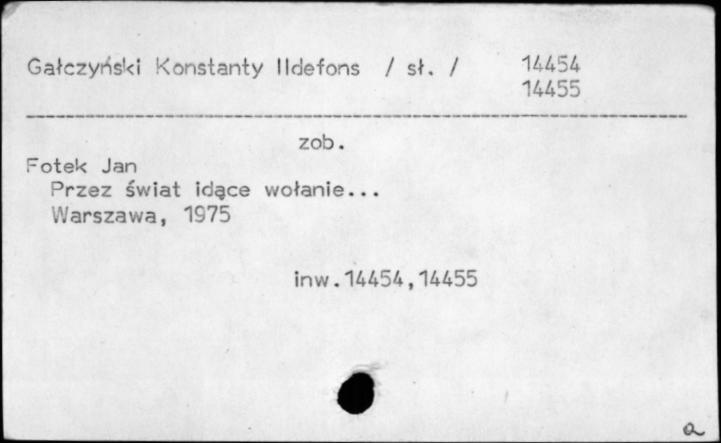 Gałczyński Konstanty Ildefons / sł. / 14454
14455
zob.
Fotek Jan
Przez świat idące wołanie...
Warszawa, 1975
inw.14454,14455
a